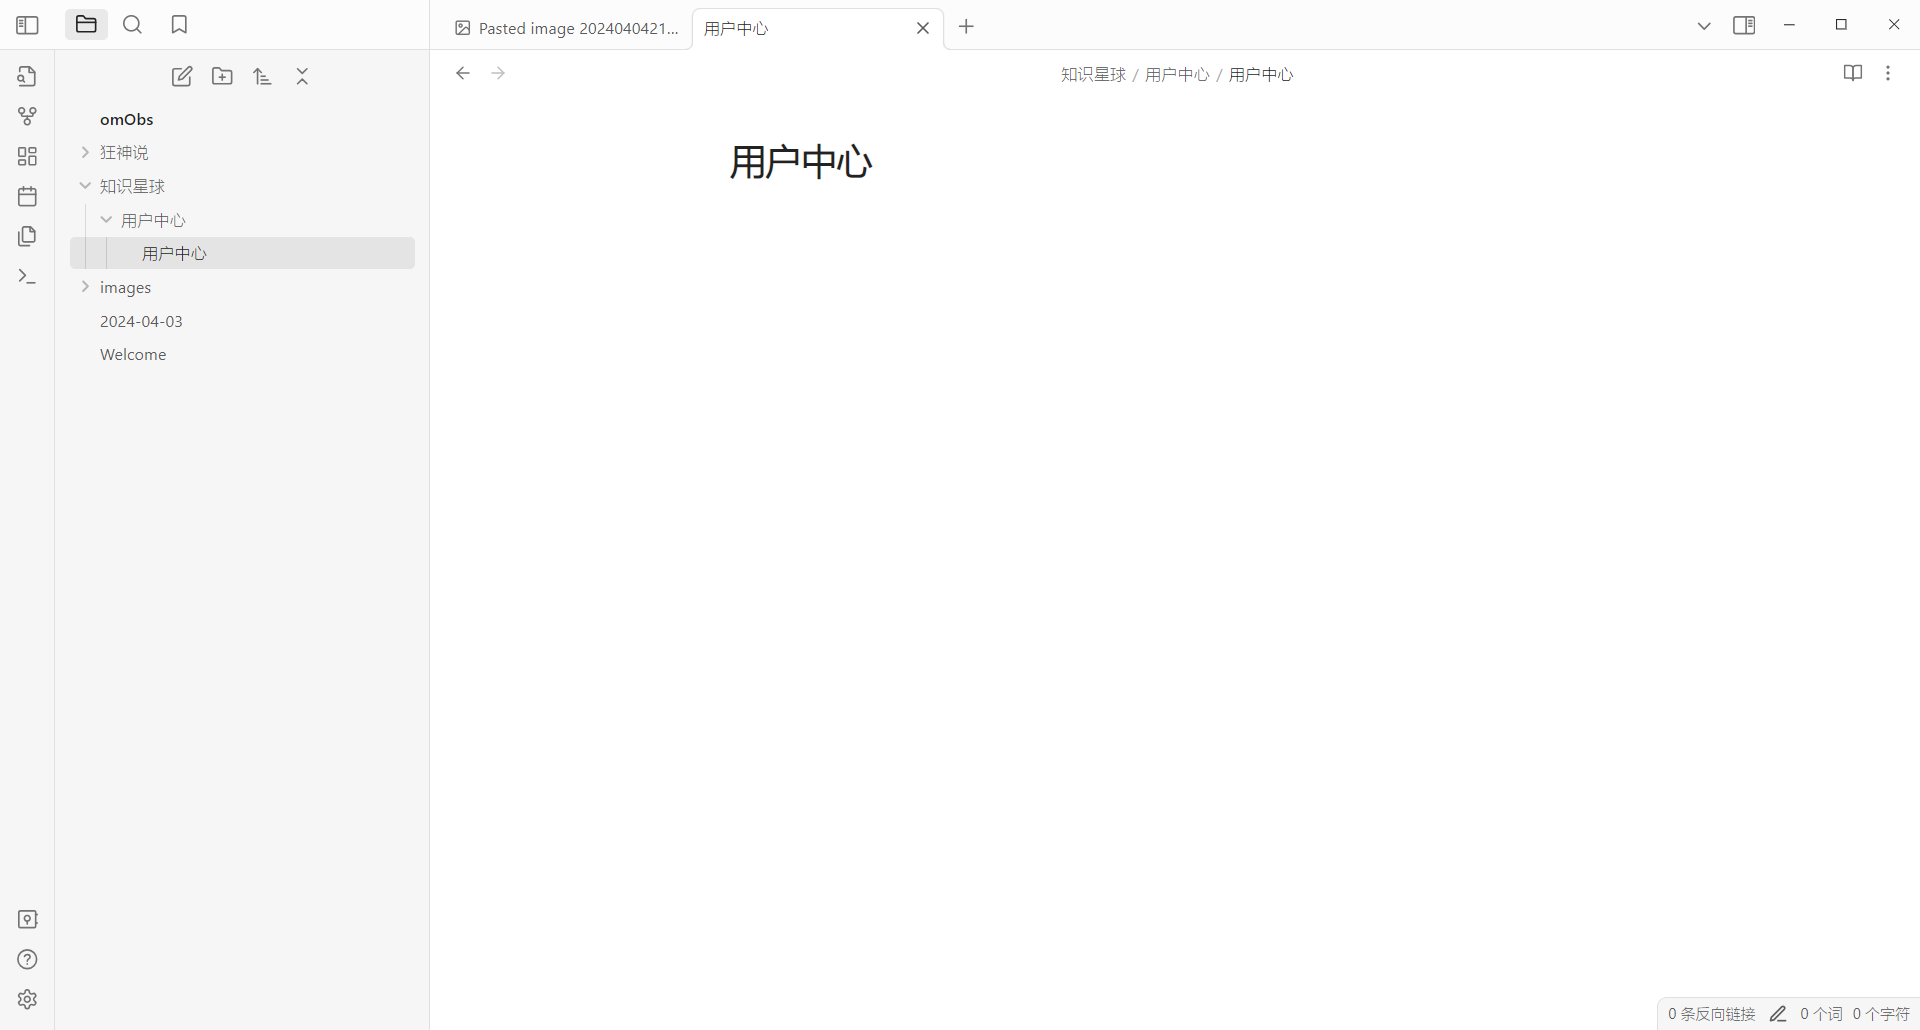 Pasted image 2024040421...
用户中心
知识星球 / 用户中心 / 用户中心
omObs
狂神说
知识星球
用户中心
用户中心
images
2024-04-03
Welcome
用户中心
0 条反向链接 0 个词 0 个字符